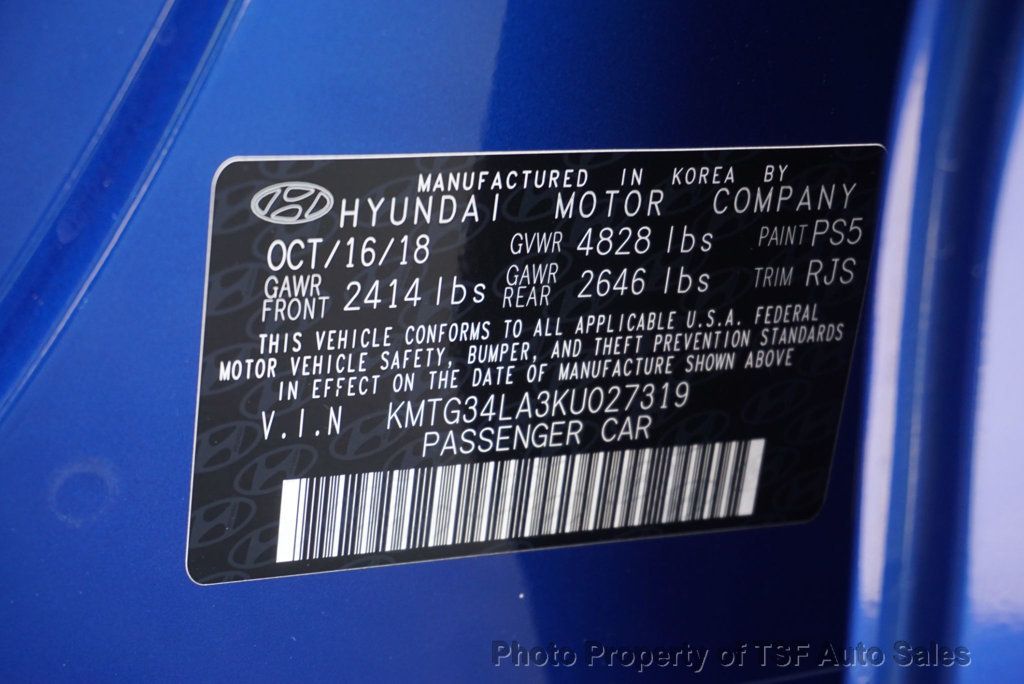 MANUFACTURED IN KOREA BY
HYUNDAI MOTOR COMPANY
OCT/16/18 GVWR 4828 lbs PAINT PS5
GAWR FRONT 2414 lbs GAWR REAR 2646 lbs TRIM RJS
THIS VEHICLE CONFORMS TO ALL APPLICABLE U.S.A. FEDERAL
MOTOR VEHICLE SAFETY, BUMPER, AND THEFT PREVENTION STANDARDS
IN EFFECT ON THE DATE OF MANUFACTURE SHOWN ABOVE
V.I.N KMTG34LA3KU027319
PASSENGER CAR
Photo Property of TSF Auto Sales